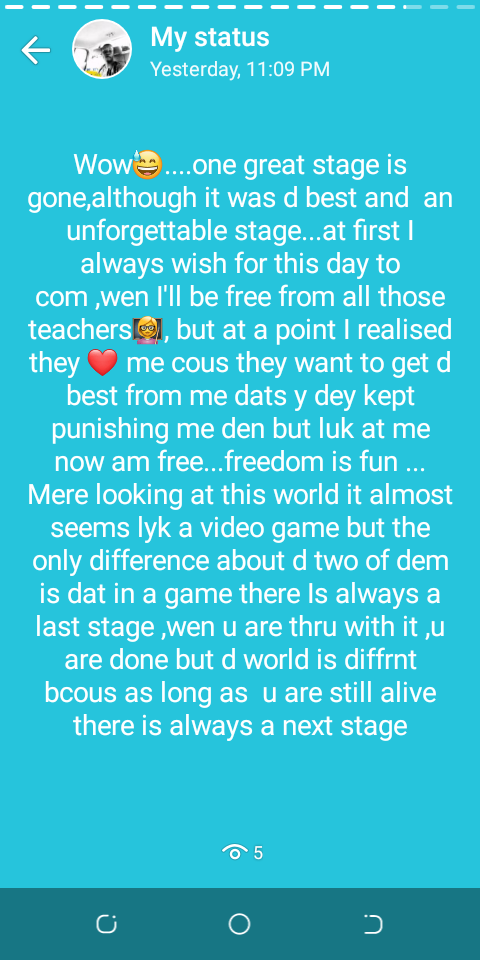 My status
Yesterday, 11:09 PM
Wow😅....one great stage is
gone,although it was d best and  an
unforgettable stage...at first I
always wish for this day to
com ,wen I'll be free from all those
teachers👩‍🏫, but at a point I realised
they ❤️ me cous they want to get d
best from me dats y dey kept
punishing me den but luk at me
now am free...freedom is fun ...
Mere looking at this world it almost
seems lyk a video game but the
only difference about d two of dem
is dat in a game there Is always a
last stage ,wen u are thru with it ,u
are done but d world is diffrnt
bcous as long as  u are still alive
there is always a next stage
5